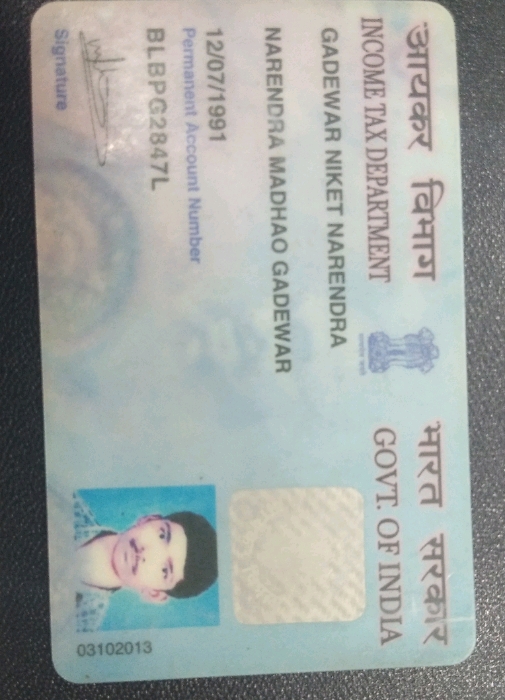 आयकर विभाग
INCOME TAX DEPARTMENT
भारत सरकार
GOVT. OF INDIA
GADEWAR NIKET NARENDRA
NARENDRA MADHAO GADEWAR
12/07/1991
Permanent Account Number
BLBPG2847L
Signature
03102013